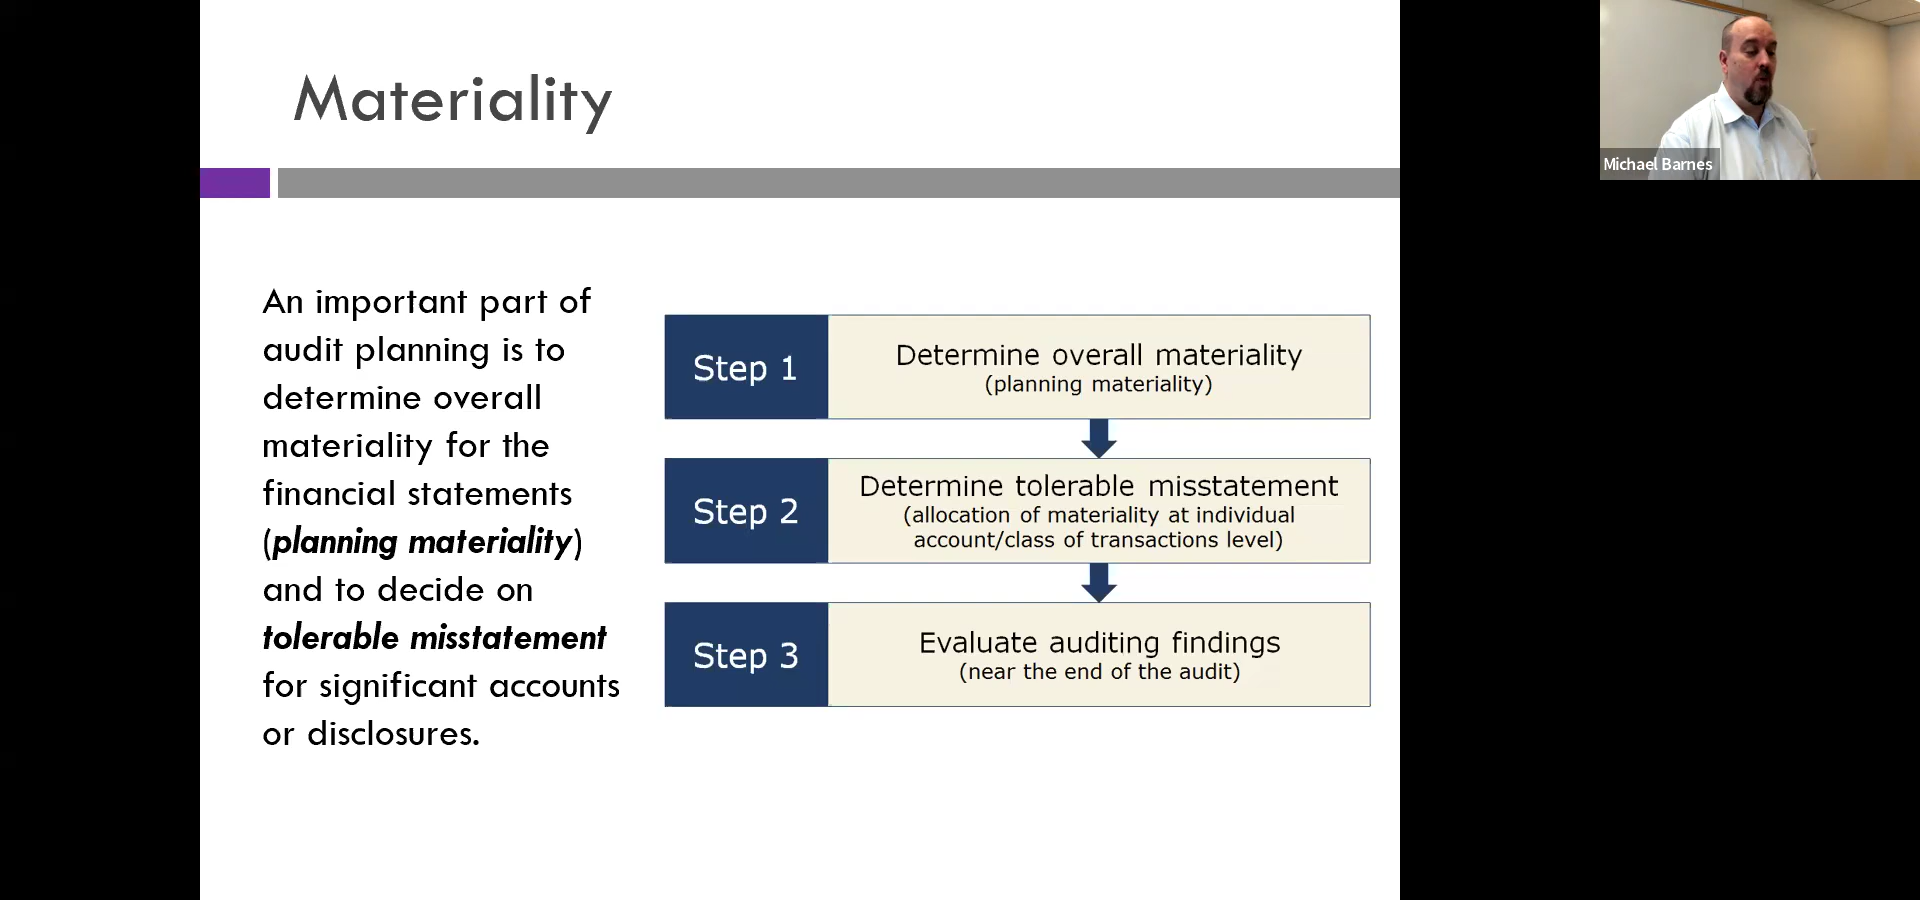 Materiality
Michael Barnes
An important part of
audit planning is to
determine overall
materiality for the
financial statements
(planning materiality)
and to decide on
tolerable misstatement
for significant accounts
or disclosures.
Step 1
Determine overall materiality
(planning materiality)
Step 2
Determine tolerable misstatement
(allocation of materiality at individual
account/class of transactions level)
Step 3
Evaluate auditing findings
(near the end of the audit)